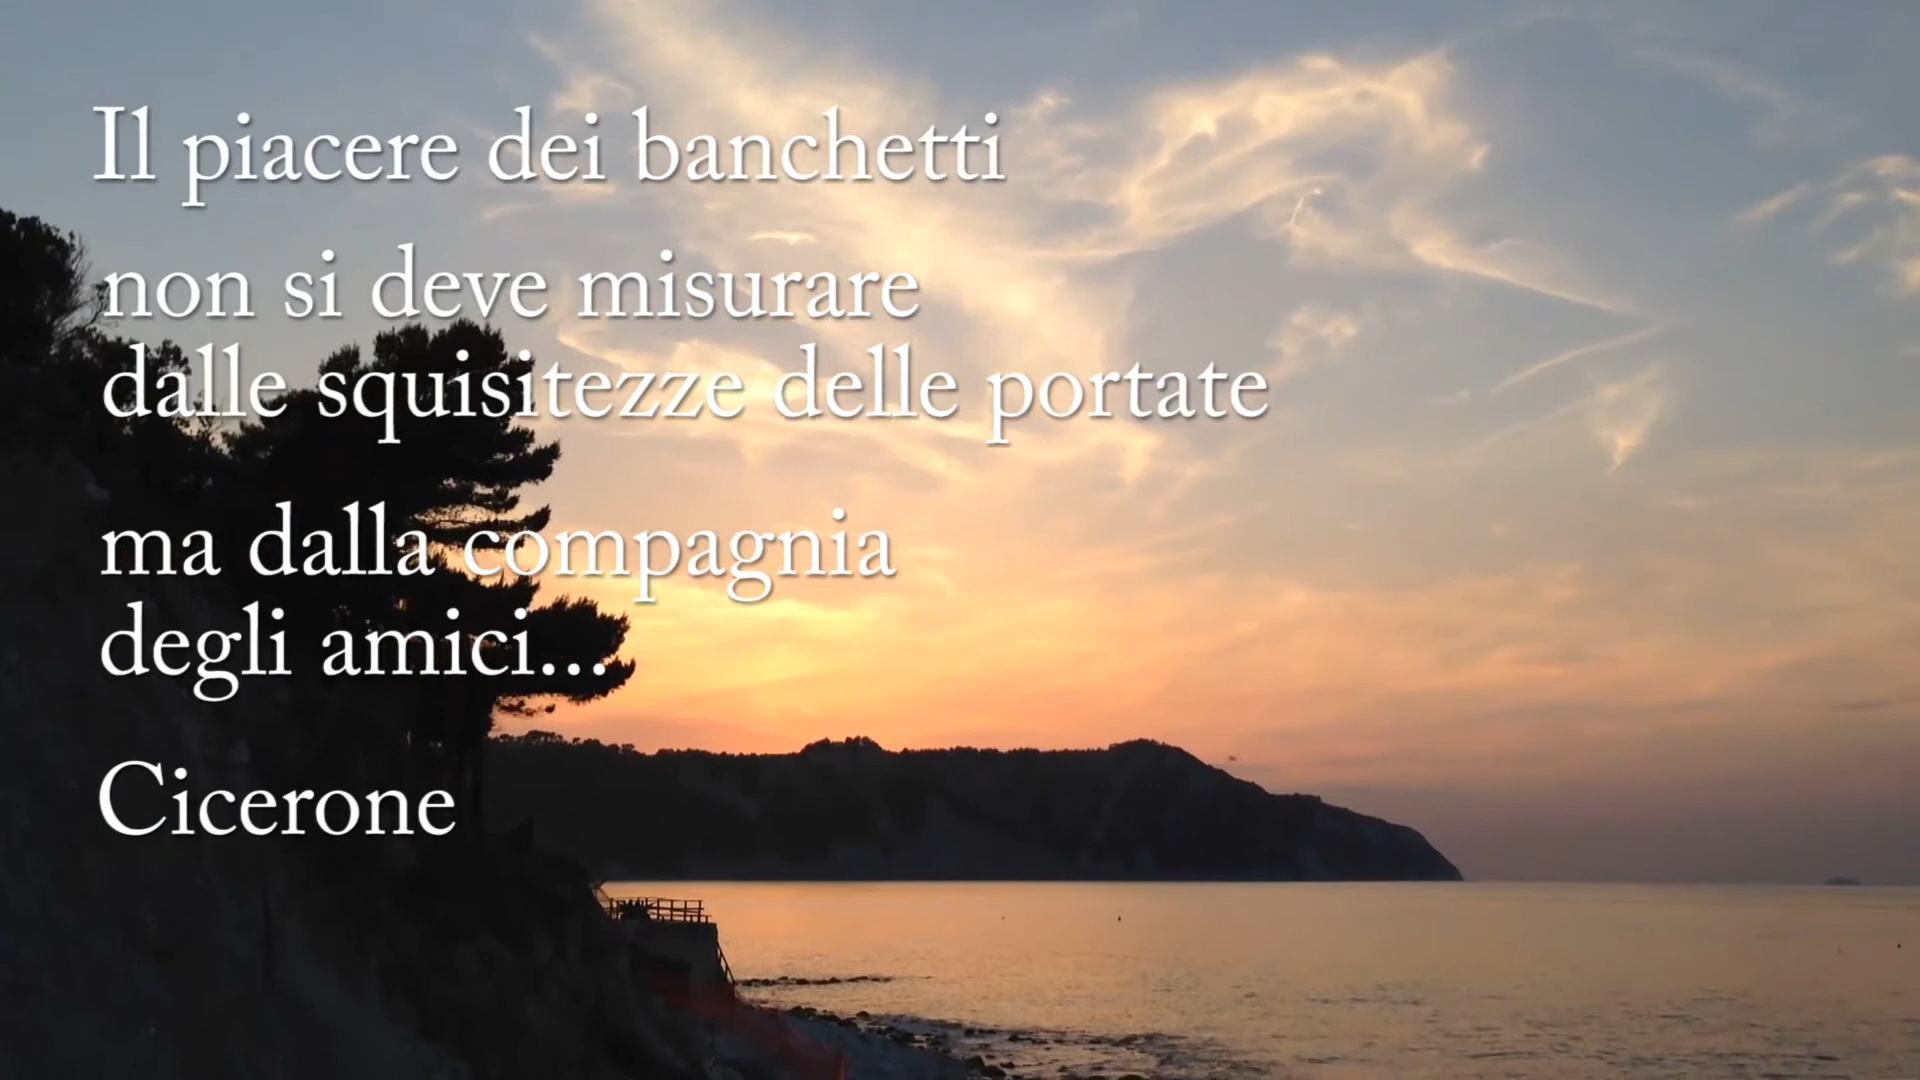 Il piacere dei banchetti
non si deve misurare
dalle squisitezze delle portate
ma dalla compagnia
degli amici...
Cicerone